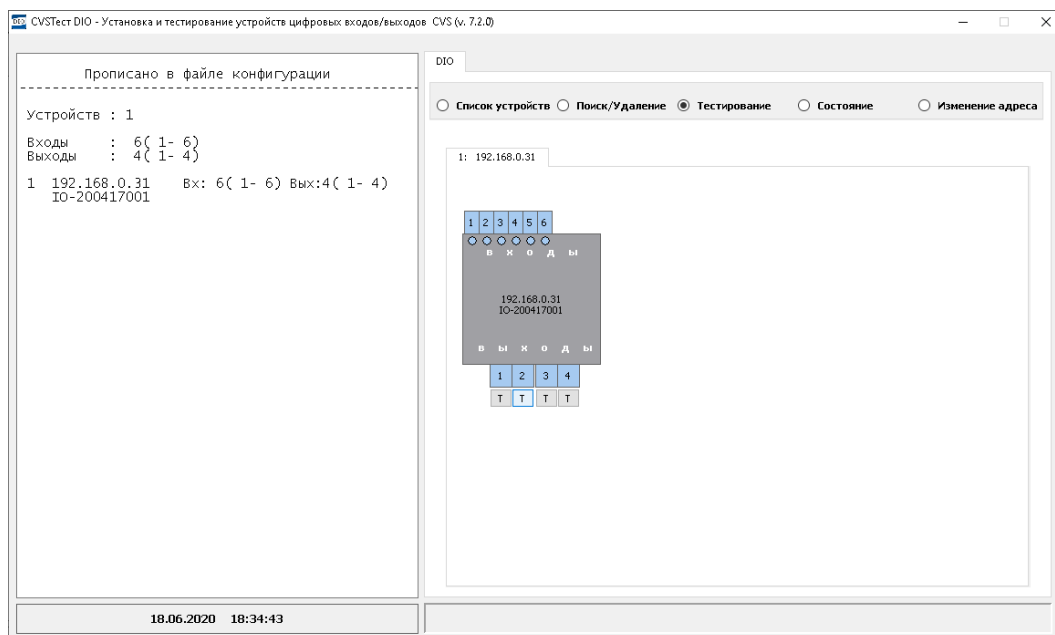 DIO CVSТест DIO - Установка и тестирование устройств цифровых входов/выходов CVS (v. 7.2.0)
Прописано в файле конфигурации
Устройств : 1
Входы : 6( 1- 6)
Выходы : 4( 1- 4)
1 192.168.0.31 Вх: 6( 1- 6) Вых:4( 1- 4)
IO-200417001
18.06.2020 18:34:43
DIO
Список устройств Поиск/Удаление Тестирование Состояние Изменение адреса
1: 192.168.0.31
1 2 3 4 5 6
в х о д ы
192.168.0.31
IO-200417001
в ы х о д ы
1 2 3 4
T T T T